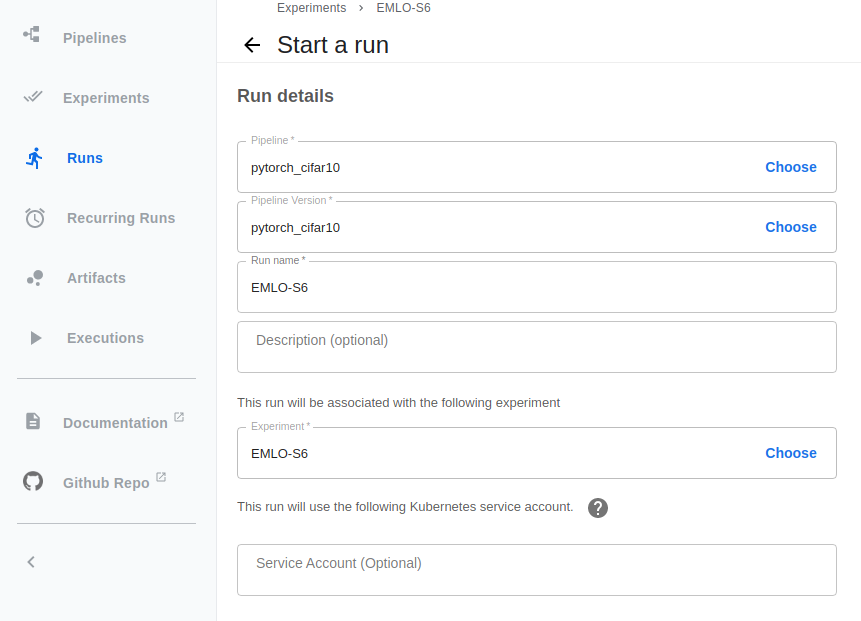 Pipelines
Experiments
Runs
Recurring Runs
Artifacts
Executions
Documentation
Github Repo
Experiments > EMLO-S6
Start a run
Run details
Pipeline *
pytorch_cifar10 Choose
Pipeline Version *
pytorch_cifar10 Choose
Run name *
EMLO-S6
Description (optional)
This run will be associated with the following experiment
Experiment *
EMLO-S6 Choose
This run will use the following Kubernetes service account. ?
Service Account (Optional)